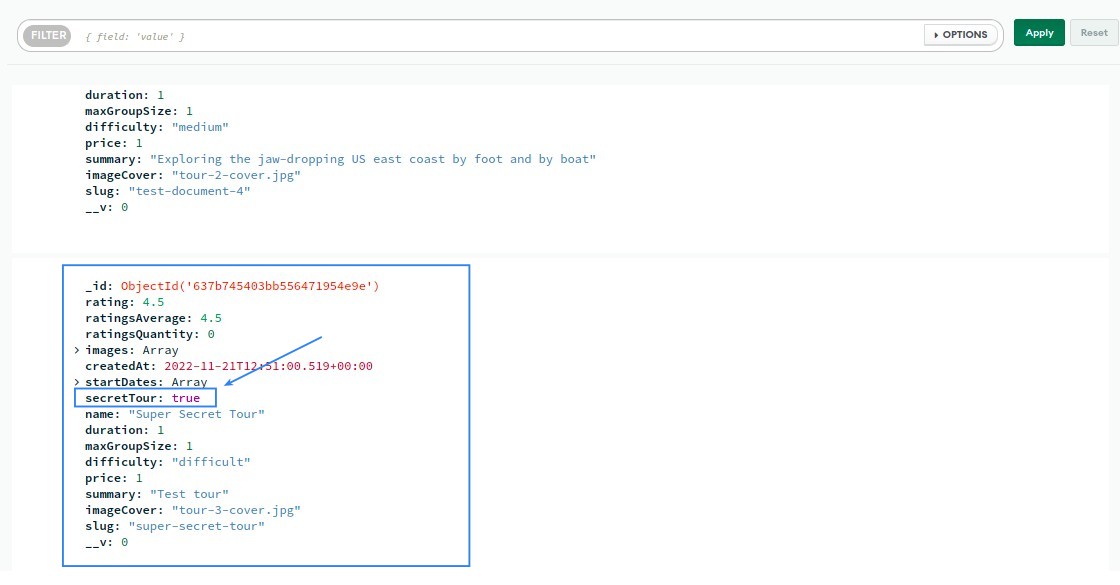 FILTER { field: 'value' } OPTIONS Apply Reset
duration: 1
maxGroupSize: 1
difficulty: "medium"
price: 1
summary: "Exploring the jaw-dropping US east coast by foot and by boat"
imageCover: "tour-2-cover.jpg"
slug: "test-document-4"
__v: 0
_id: ObjectId('637b745403bb556471954e9e')
rating: 4.5
ratingsAverage: 4.5
ratingsQuantity: 0
> images: Array
createdAt: 2022-11-21T12:51:00.519+00:00
> startDates: Array
secretTour: true
name: "Super Secret Tour"
duration: 1
maxGroupSize: 1
difficulty: "difficult"
price: 1
summary: "Test tour"
imageCover: "tour-3-cover.jpg"
slug: "super-secret-tour"
__v: 0